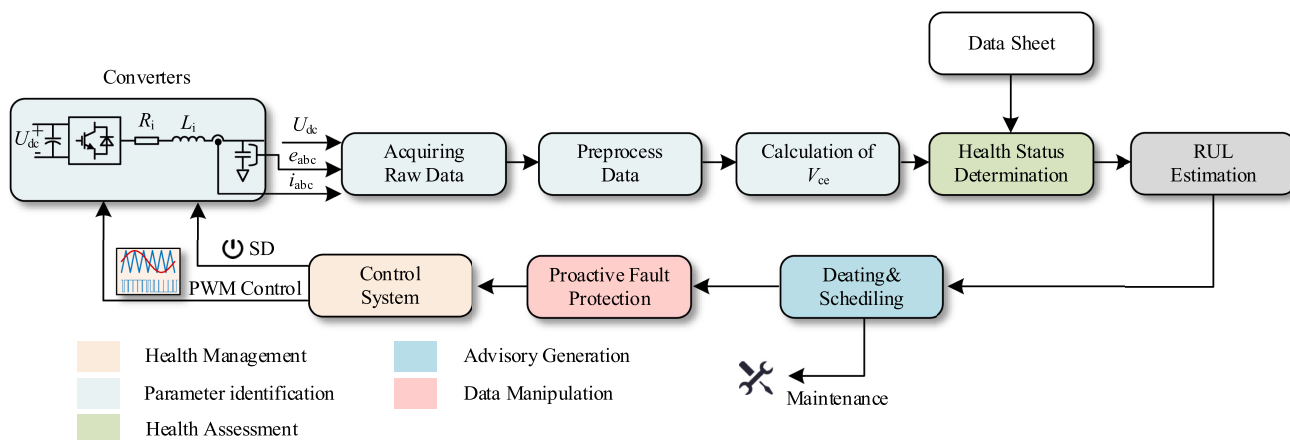 Data Sheet
Converters
U_dc
+
-
R_i
L_i
U_dc
e_abc
i_abc
Acquiring
Raw Data
Preprocess
Data
Calculation of
V_ce
Health Status
Determination
RUL
Estimation
SD
PWM Control
Control
System
Proactive Fault
Protection
Deating&
Schediling
Maintenance
Health Management
Parameter identification
Health Assessment
Advisory Generation
Data Manipulation